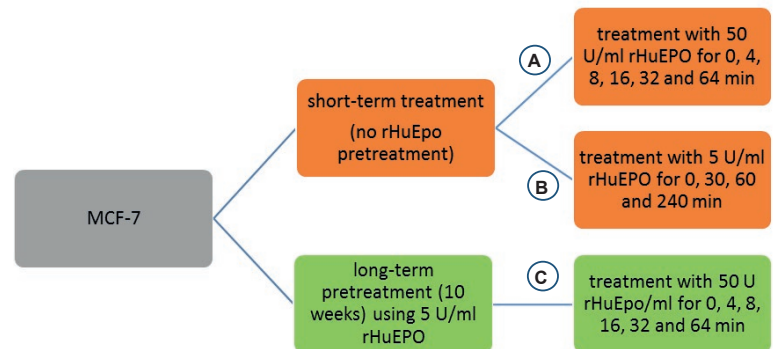 MCF-7
short-term treatment
(no rHuEpo
pretreatment)
long-term
pretreatment (10
weeks) using 5 U/ml
rHuEPO
A
treatment with 50
U/ml rHuEPO for 0, 4,
8, 16, 32 and 64 min
B
treatment with 5 U/ml
rHuEPO for 0, 30, 60
and 240 min
C
treatment with 50 U
rHuEpo/ml for 0, 4, 8,
16, 32 and 64 min